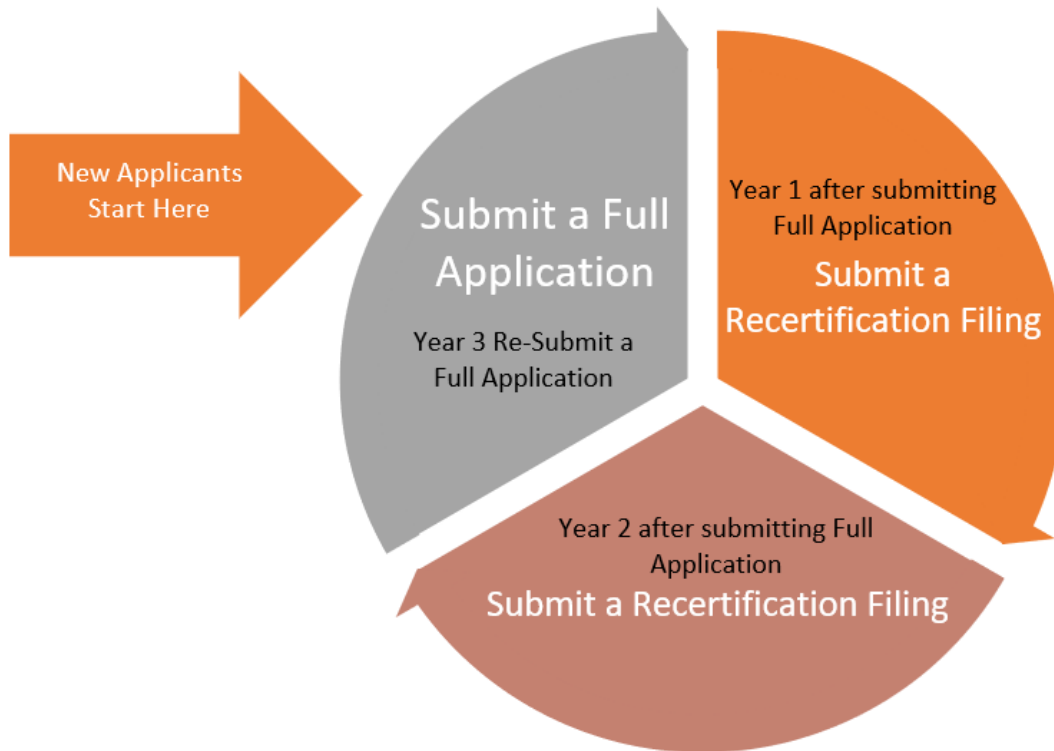 New Applicants
Start Here
Submit a Full
Application
Year 3 Re-Submit a
Full Application
Year 1 after submitting
Full Application
Submit a
Recertification Filing
Year 2 after submitting Full
Application
Submit a Recertification Filing